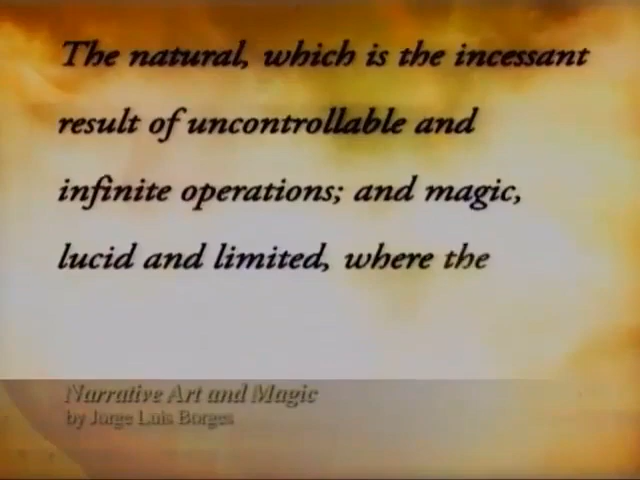 The natural, which is the incessant
result of uncontrollable and
infinite operations; and magic,
lucid and limited, where the
Narrative Art and Magic
by Jorge Luis Borges